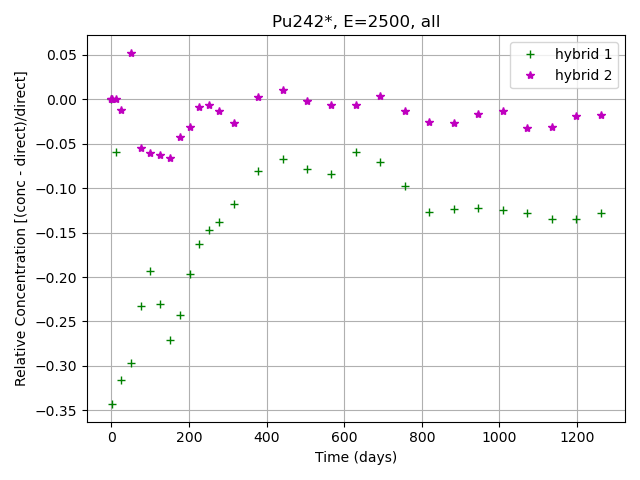 Pu242*, E=2500, all
Relative Concentration [(conc - direct)/direct]
0.05
0.00
−0.05
−0.10
−0.15
−0.20
−0.25
−0.30
−0.35
hybrid 1
hybrid 2
0 200 400 600 800 1000 1200
Time (days)